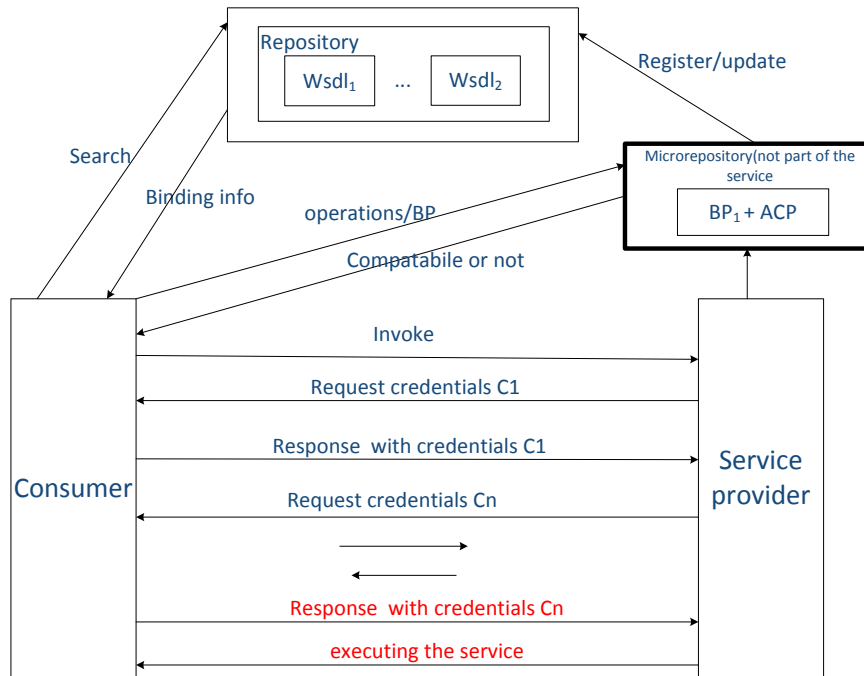 Repository
Wsdl₁ ... Wsdl₂
Register/update
Search
Microrepository(not part of the
service
Binding info
BP₁ + ACP
operations/BP
Compatabile or not
Invoke
Request credentials C1
Response with credentials C1
Consumer
Service
provider
Request credentials Cn
Response with credentials Cn
executing the service